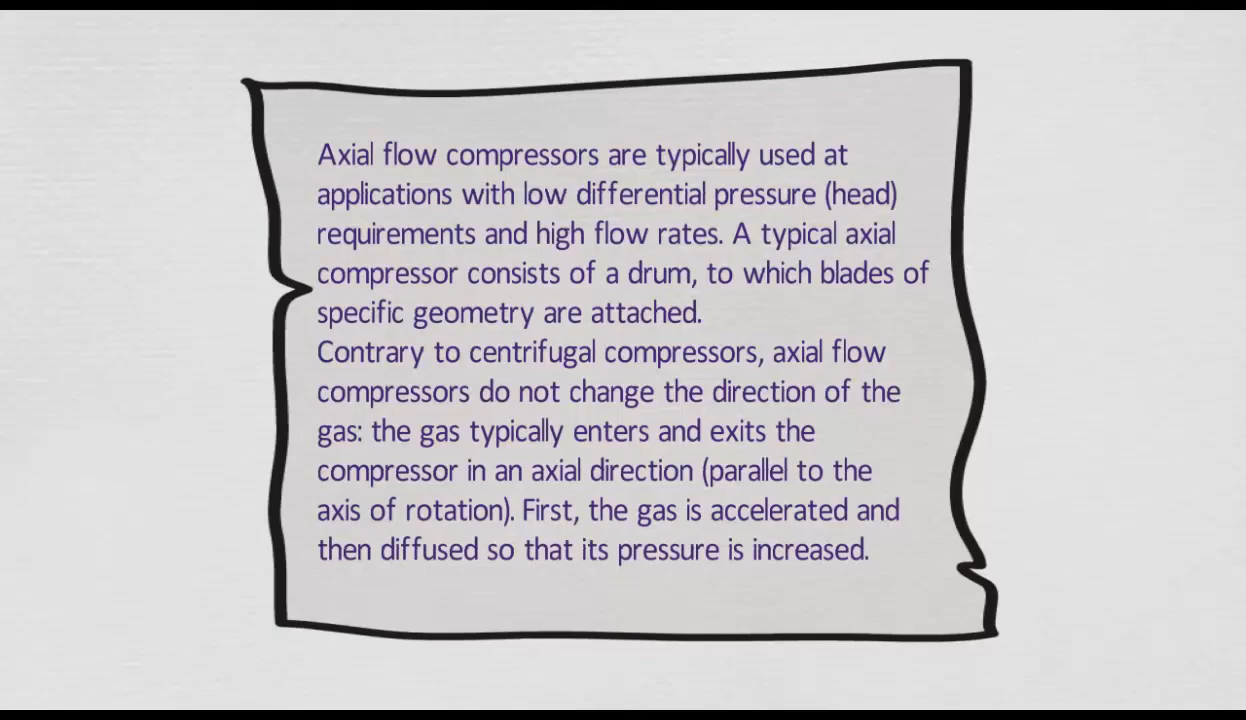 Axial flow compressors are typically used at
applications with low differential pressure (head)
requirements and high flow rates. A typical axial
compressor consists of a drum, to which blades of
specific geometry are attached.
Contrary to centrifugal compressors, axial flow
compressors do not change the direction of the
gas: the gas typically enters and exits the
compressor in an axial direction (parallel to the
axis of rotation). First, the gas is accelerated and
then diffused so that its pressure is increased.